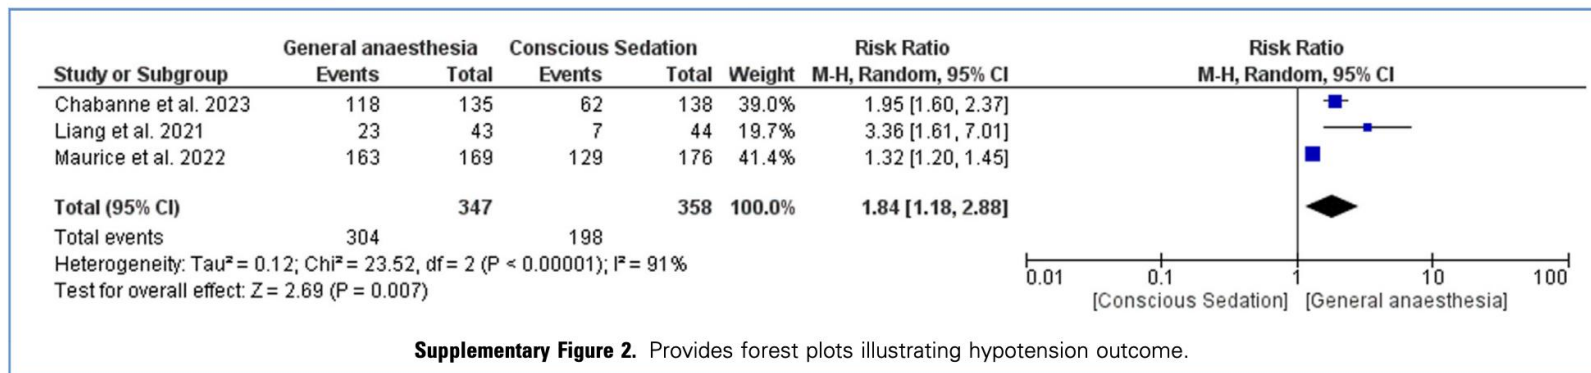 General anaesthesia Conscious Sedation Risk Ratio Risk Ratio
Study or Subgroup Events Total Events Total Weight M-H, Random, 95% CI M-H, Random, 95% CI
Chabanne et al. 2023 118 135 62 138 39.0% 1.95 [1.60, 2.37]
Liang et al. 2021 23 43 7 44 19.7% 3.36 [1.61, 7.01]
Maurice et al. 2022 163 169 129 176 41.4% 1.32 [1.20, 1.45]
Total (95% CI) 347 358 100.0% 1.84 [1.18, 2.88]
Total events 304 198
Heterogeneity: Tau² = 0.12; Chi² = 23.52, df = 2 (P < 0.00001); I² = 91%
Test for overall effect: Z = 2.69 (P = 0.007)
0.01 0.1 1 10 100
[Conscious Sedation] [General anaesthesia]
Supplementary Figure 2. Provides forest plots illustrating hypotension outcome.